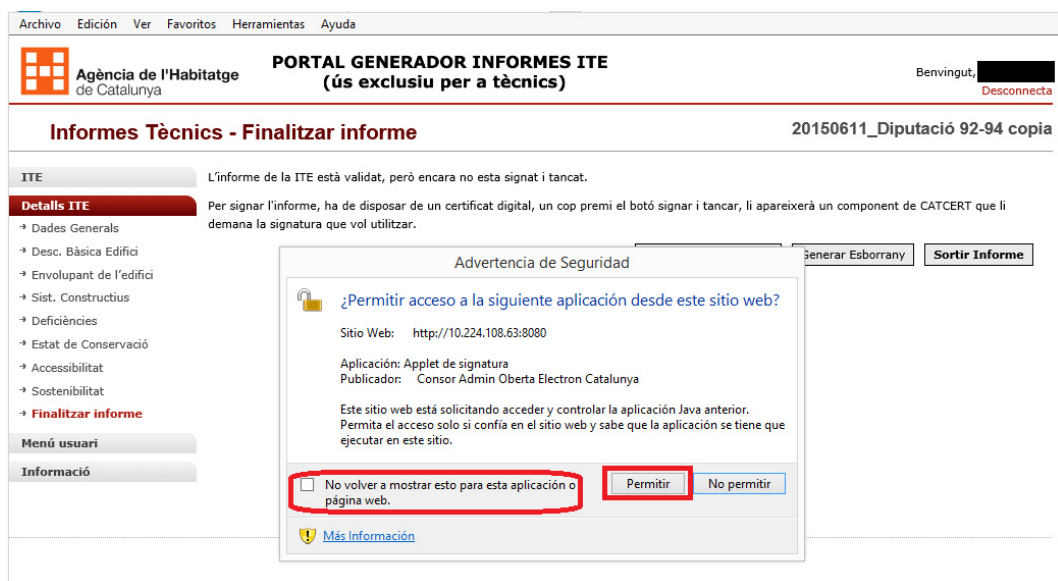 Archivo Edición Ver Favoritos Herramientas Ayuda
Agència de l'Habitatge
de Catalunya
PORTAL GENERADOR INFORMES ITE
(ús exclusiu per a tècnics)
Benvingut,
Desconnecta
Informes Tècnics - Finalitzar informe
20150611_Diputació 92-94 copia
ITE
Detalls ITE
Dades Generals
Desc. Bàsica Edifici
Envolupant de l'edifici
Sist. Constructius
Deficiències
Estat de Conservació
Accessibilitat
Sostenibilitat
Finalitzar informe
Menú usuari
Informació
L'informe de la ITE està validat, però encara no esta signat i tancat.
Per signar l'informe, ha de disposar de un certificat digital, un cop premi el botó signar i tancar, li apareixerà un component de CATCERT que li
demana la signatura que vol utilitzar.
Generar Esborrany
Sortir Informe
Advertencia de Seguridad
¿Permitir acceso a la siguiente aplicación desde este sitio web?
Sitio Web: http://10.224.108.63:8080
Aplicación: Applet de signatura
Publicador: Consor Admin Oberta Electron Catalunya
Este sitio web está solicitando acceder y controlar la aplicación Java anterior.
Permita el acceso solo si confía en el sitio web y sabe que la aplicación se tiene que
ejecutar en este sitio.
No volver a mostrar esto para esta aplicación o
página web.
Permitir
No permitir
Más Información